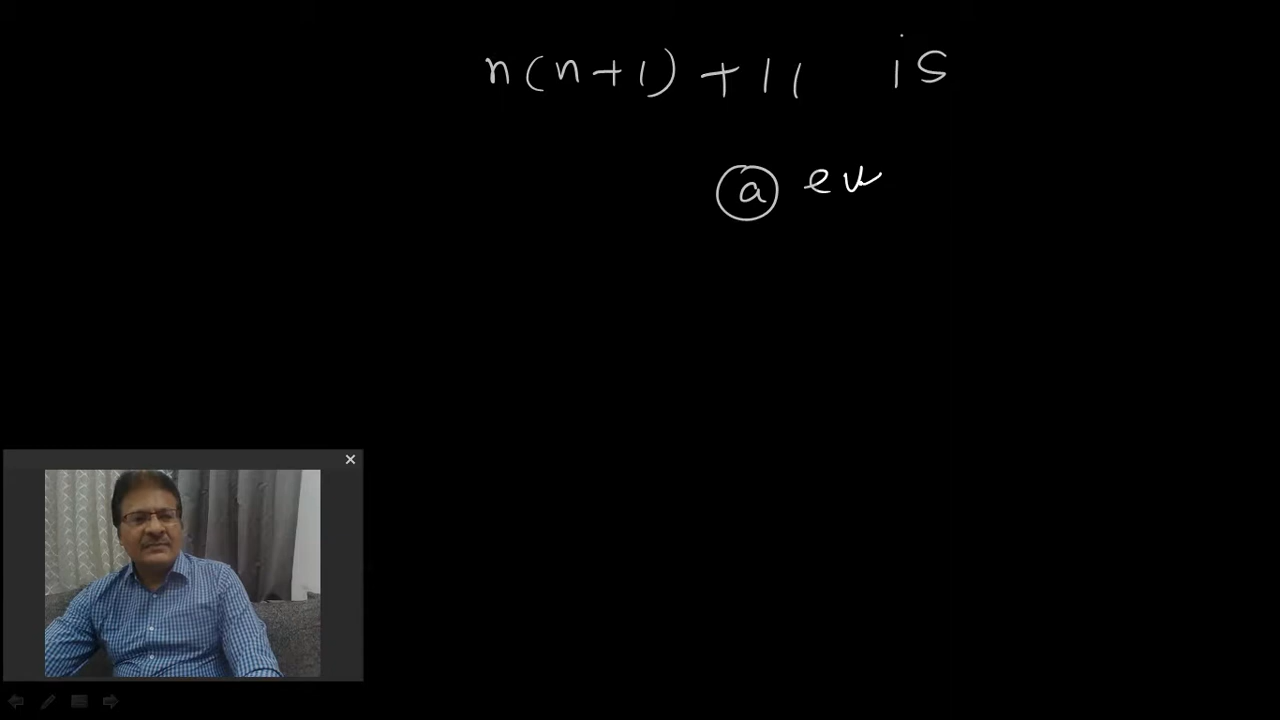 n(n+1) + 11 is
(a) ev